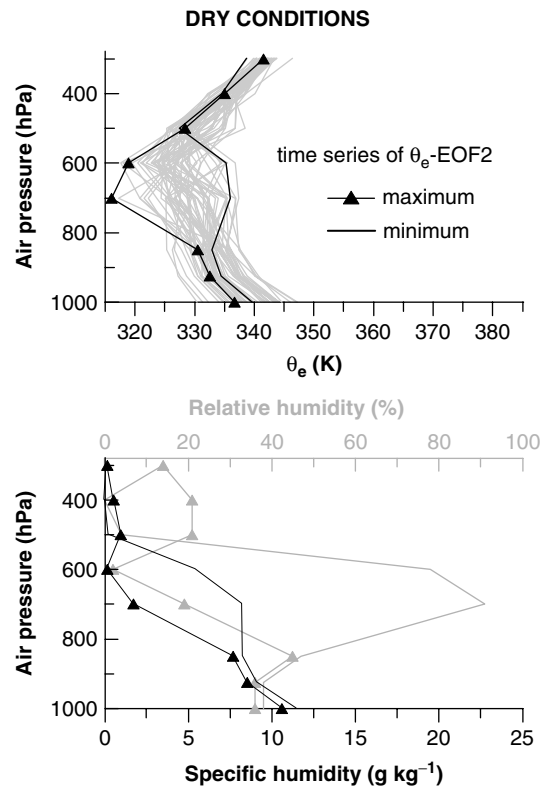 DRY CONDITIONS
Air pressure (hPa)
400
600
800
1000
time series of θe-EOF2
maximum
minimum
320 330 340 350 360 370 380
θe (K)
Relative humidity (%)
0 20 40 60 80 100
Air pressure (hPa)
400
600
800
1000
0 5 10 15 20 25
Specific humidity (g kg⁻¹)